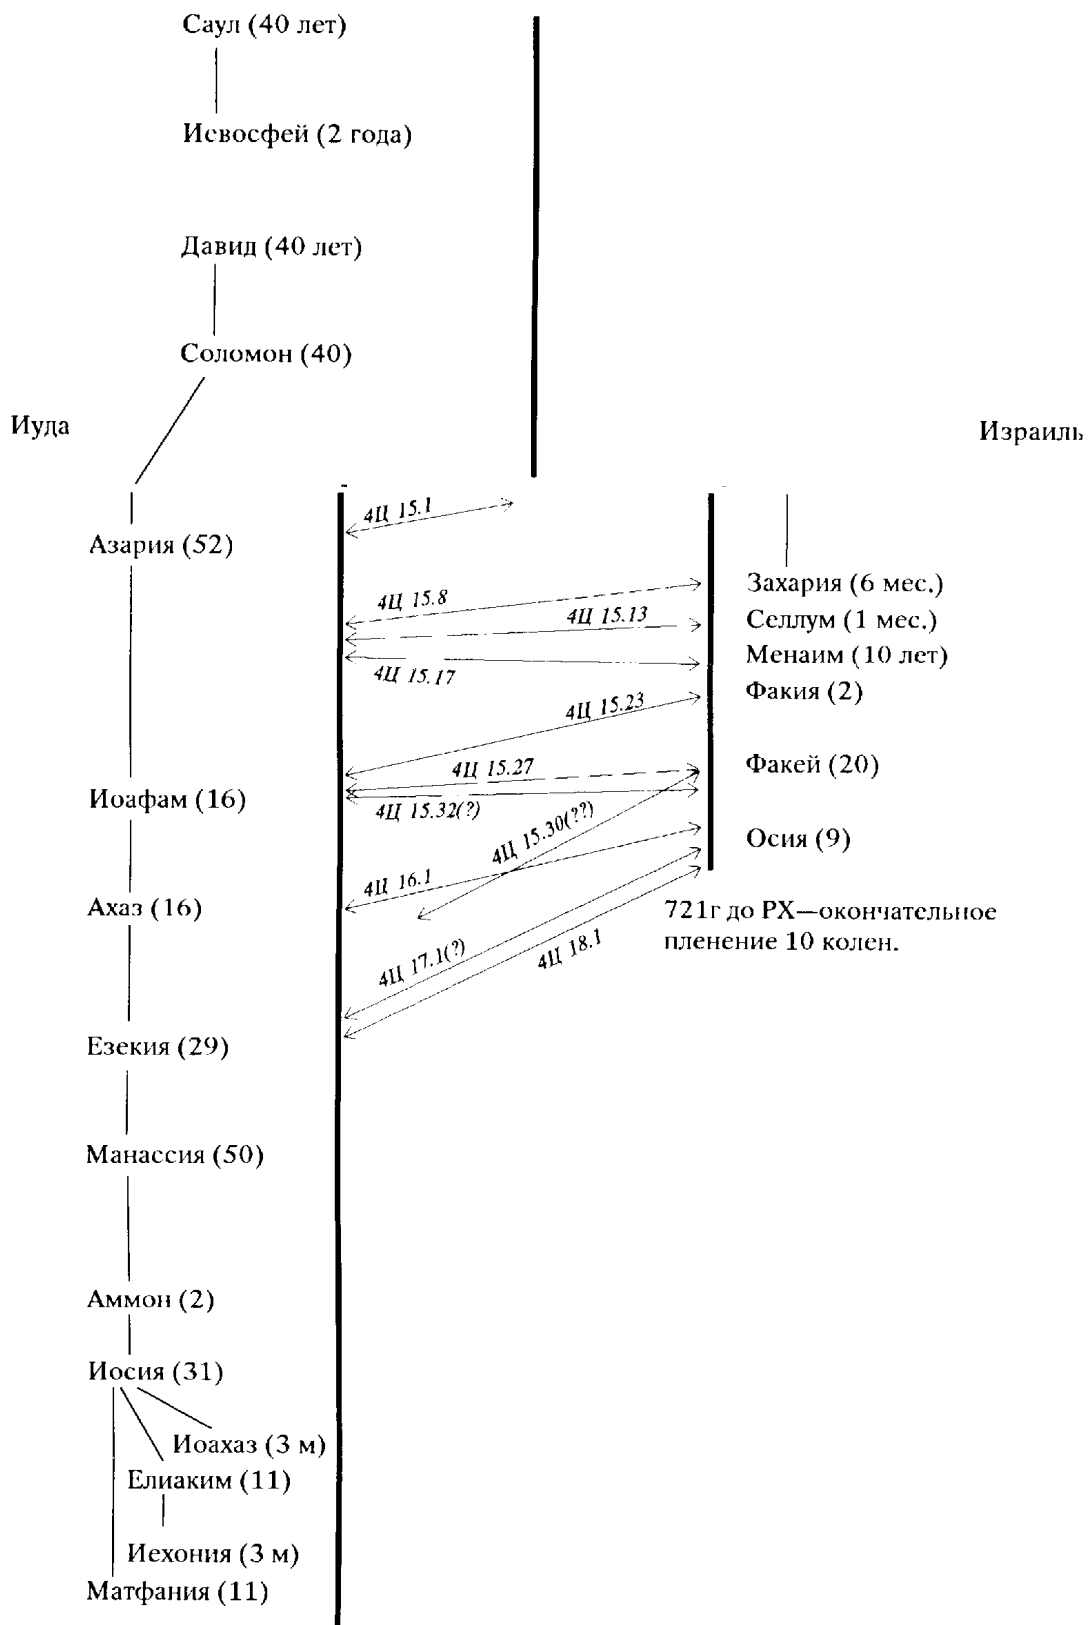 Саул (40 лет)
Исвосфей (2 года)
Давид (40 лет)
Соломон (40)
Иуда
Израиль
4Ц 15.1
Азария (52)
Захария (6 мес.)
4Ц 15.8
4Ц 15.13
Селлум (1 мес.)
Менаим (10 лет)
4Ц 15.17
Факия (2)
4Ц 15.23
4Ц 15.27
Факей (20)
Иоафам (16)
4Ц 15.32(?)
4Ц 15.30(??)
Осия (9)
4Ц 16.1
Ахаз (16)
721г до РХ—окончательное
пленение 10 колен.
4Ц 17.1(?)
4Ц 18.1
Езекия (29)
Манассия (50)
Аммон (2)
Иосия (31)
Иоахаз (3 м)
Елиаким (11)
Иехония (3 м)
Матфания (11)